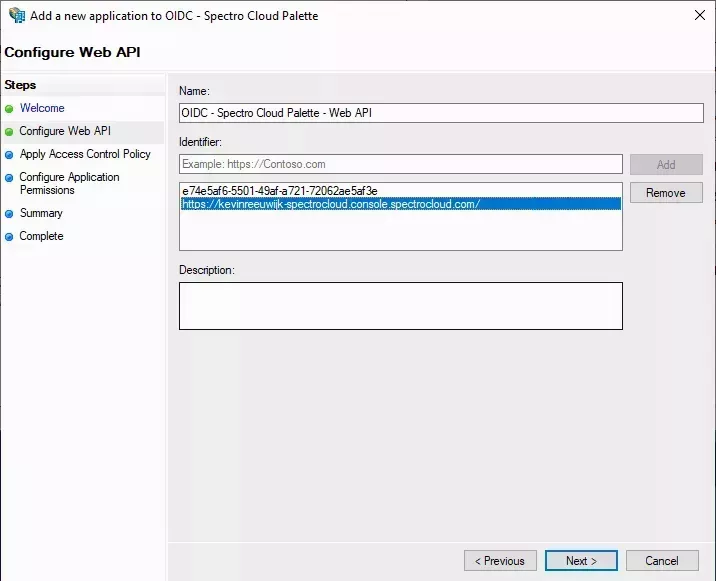 Add a new application to OIDC - Spectro Cloud Palette
Configure Web API
Steps
Welcome
Configure Web API
Apply Access Control Policy
Configure Application
Permissions
Summary
Complete
Name:
OIDC - Spectro Cloud Palette - Web API
Identifier:
Example: https://Contoso.com
Add
e74e5af6-5501-49af-a721-72062ae5af3e
https://kevinreeuwijk-spectrocloud.console.spectrocloud.com/
Remove
Description:
< Previous
Next >
Cancel